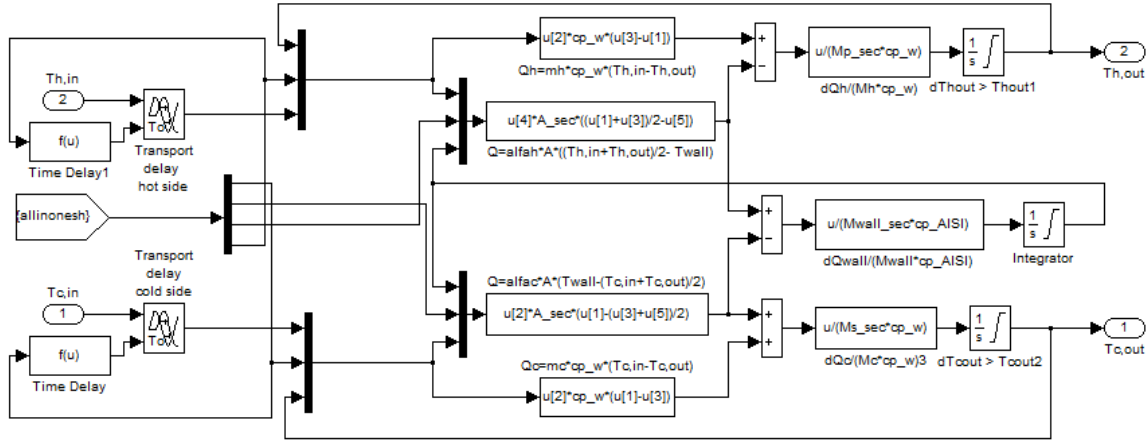 u[2]*cp_w*(u[3]-u[1])
Qh=mh*cp_w*(Th,in-Th,out)
+
−
u/(Mp_sec*cp_w)
dQh/(Mh*cp_w)
1
s
dThout > Thout1
2
Th,out
Th,in
2
f(u)
Time Delay1
To
Transport
delay
hot side
u[4]*A_sec*((u[1]+u[3])/2-u[5])
Q=alfah*A*((Th,in+Th,out)/2- Twall)
{allinonesh}
+
−
u/(Mwall_sec*cp_AISI)
dQwall/(Mwall*cp_AISI)
1
s
Integrator
Transport
delay
cold side
Tc,in
1
To
f(u)
Time Delay
Q=alfac*A*(Twall-(Tc,in+Tc,out)/2)
u[2]*A_sec*(u[1]-(u[3]+u[5])/2)
+
+
u/(Ms_sec*cp_w)
dQc/(Mc*cp_w)3
1
s
dTcout > Tcout2
1
Tc,out
Qc=mc*cp_w*(Tc,in-Tc,out)
u[2]*cp_w*(u[1]-u[3])